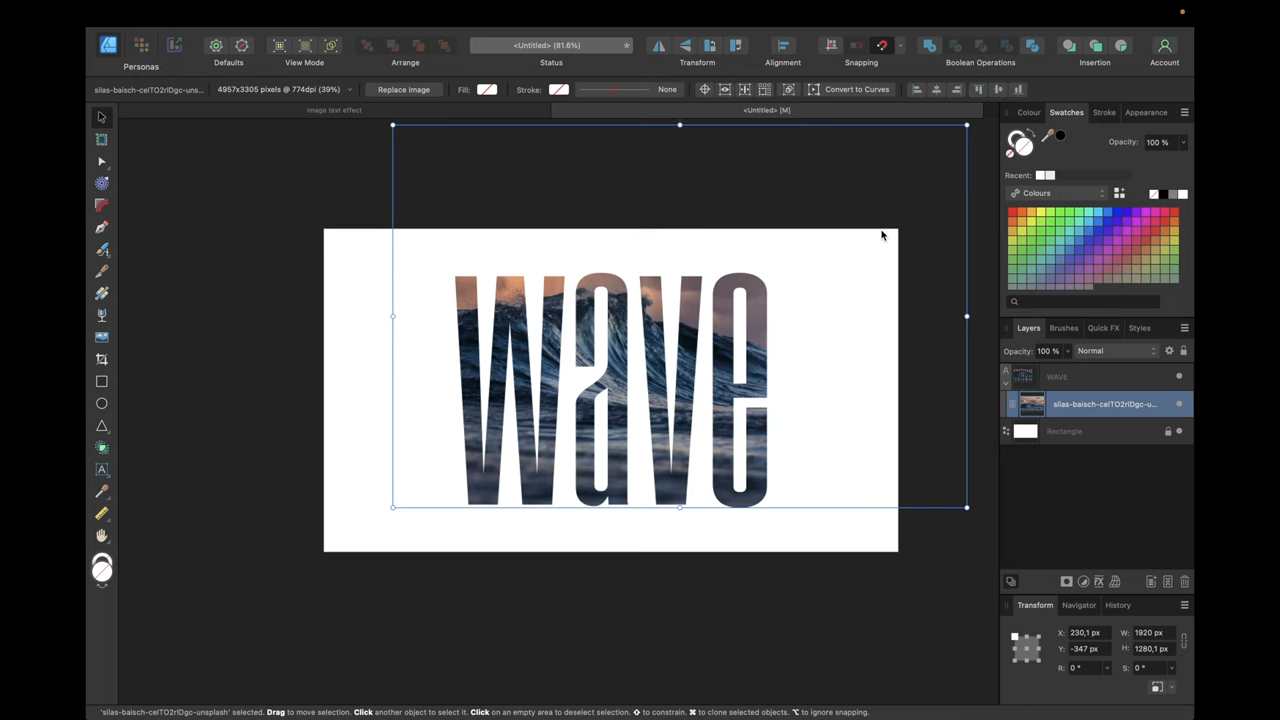 <Untitled> (81.6%)
Personas
Defaults
View Mode
Arrange
Status
Transform
Alignment
Snapping
Boolean Operations
Insertion
Account
silas-baisch-ceITO2rlDgc-uns...
4957x3305 pixels @ 774dpi (39%)
Replace Image
Fill:
Stroke:
None
Convert to Curves
image text effect
<Untitled> [M]
Colour
Swatches
Stroke
Appearance
Opacity:
100 %
Recent:
Colours
wave
Layers
Brushes
Quick FX
Styles
Opacity:
100 %
Normal
A
WAVE
silas-baisch-ceITO2rlDgc-u...
Rectangle
Transform
Navigator
History
X: 230,1 px
W: 1920 px
Y: -347 px
H: 1280,1 px
R: 0 °
S: 0 °
'silas-baisch-ceITO2rlDgc-unsplash' selected. Drag to move selection. Click another object to select it. Click on an empty area to deselect selection. ⇧ to constrain. ⌘ to clone selected objects. ⌥ to ignore snapping.